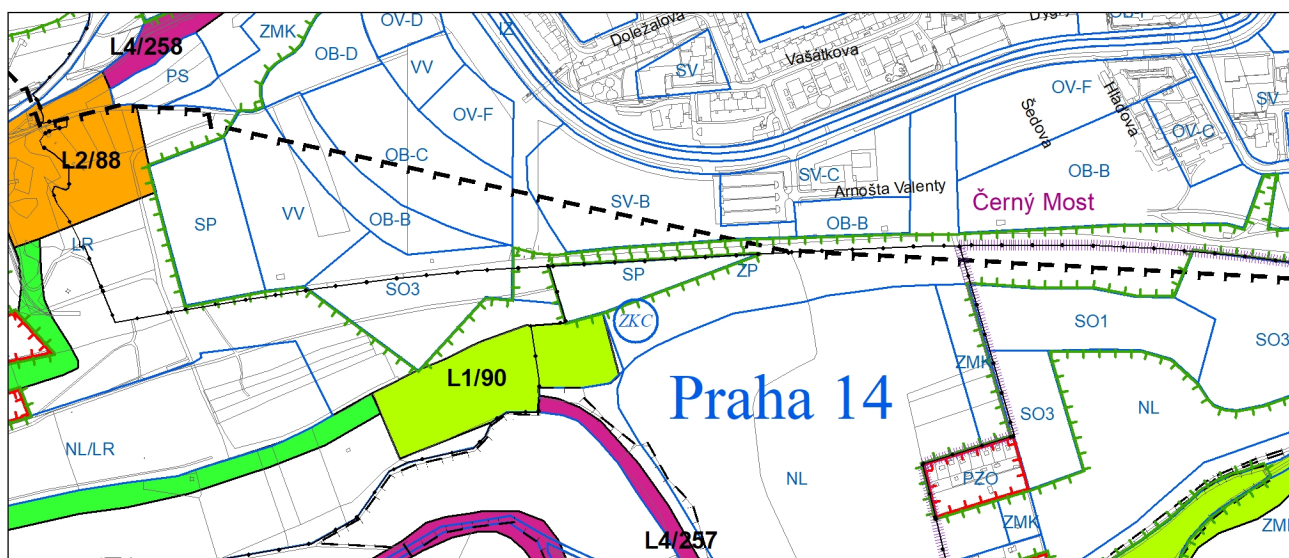 OV-D
ZMK
IZ
Doležalova
OB-D
L4/258
PS
VV
SV
Vašátkova
OV-F
OV-F
Šedova
Hladova
SV
OV-C
L2/88
OB-C
SV-C
OB-B
Arnošta Valenty
SP
VV
OB-B
SV-B
OB-B
Černý Most
LR
SP
ZP
SO3
ZKC
SO1
SO3
ZMK
L1/90
Praha 14
SO3
NL
NL/LR
NL
PZO
ZMK
L4/257